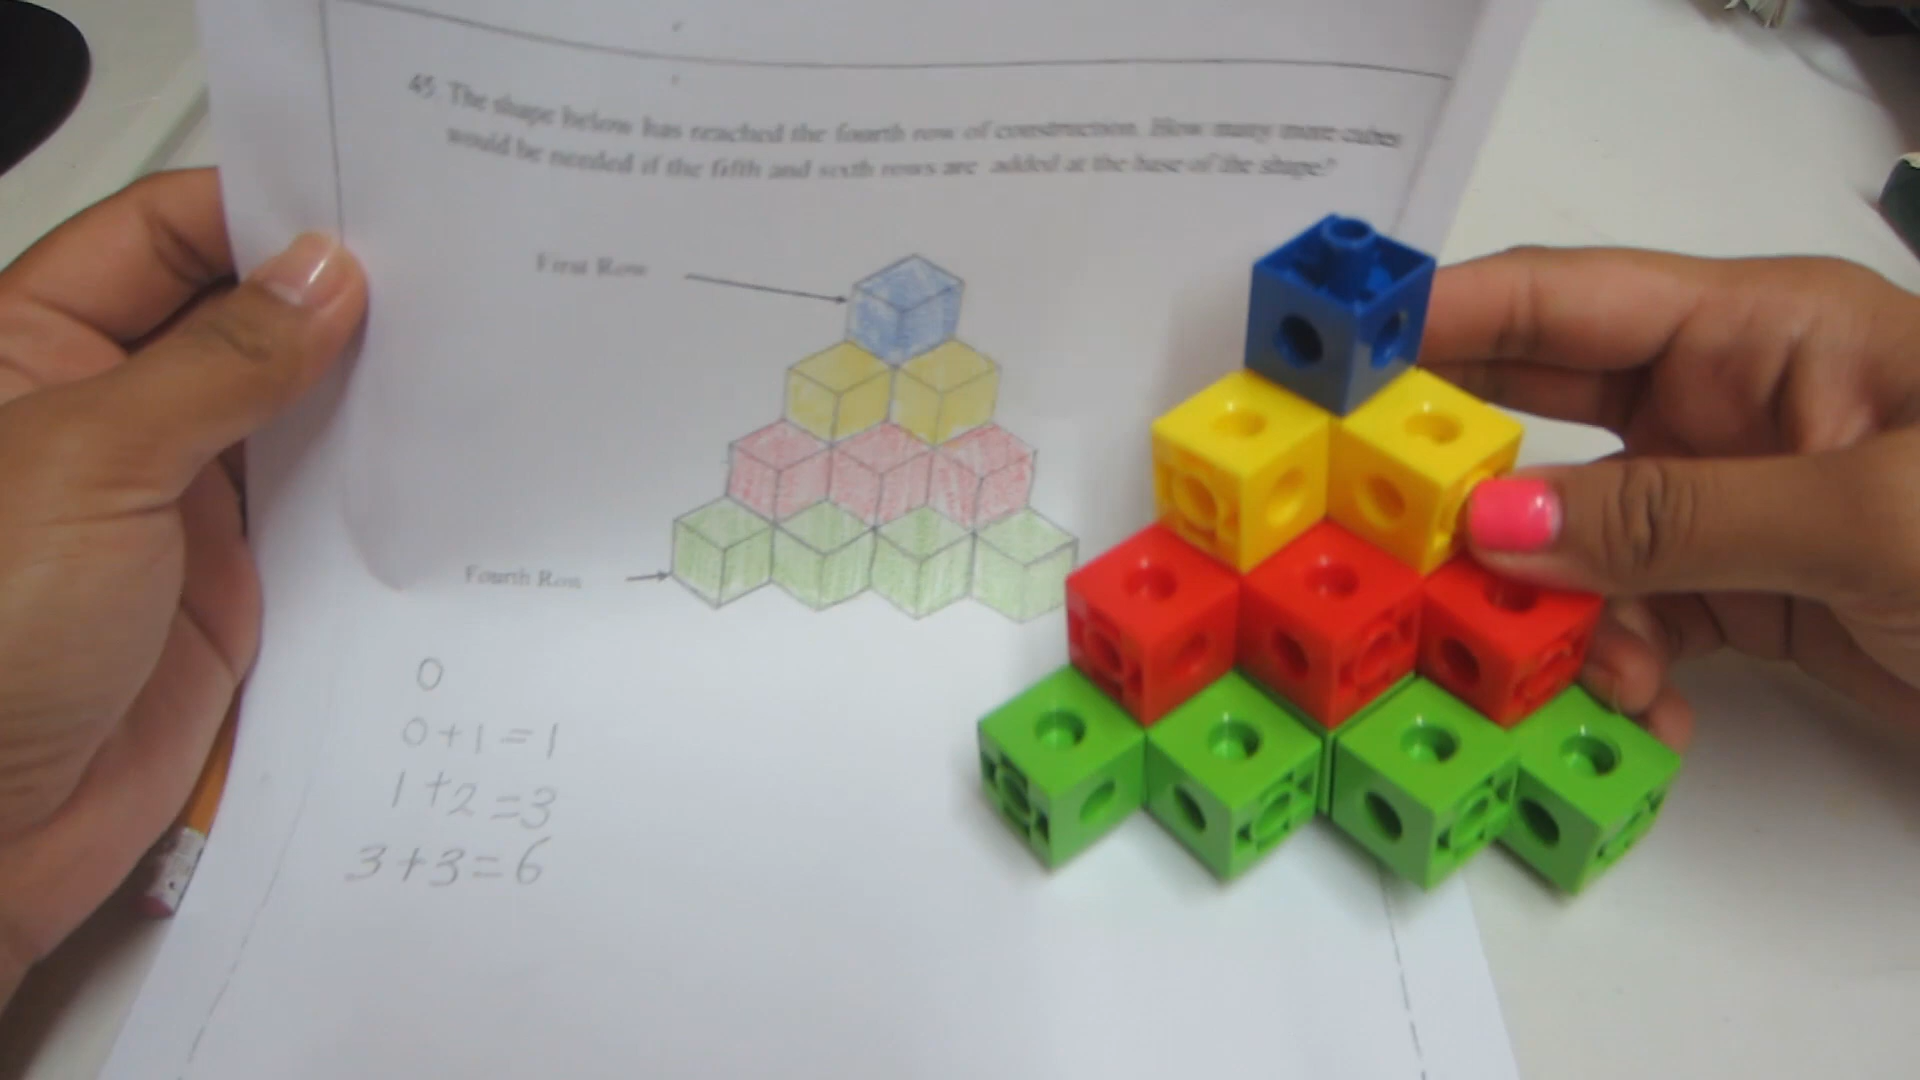 45. The shape below has reached the fourth row of construction. How many more cubes
would be needed if the fifth and sixth rows are added at the base of the shape?
First Row
Fourth Row
0
0+1=1
1+2=3
3+3=6